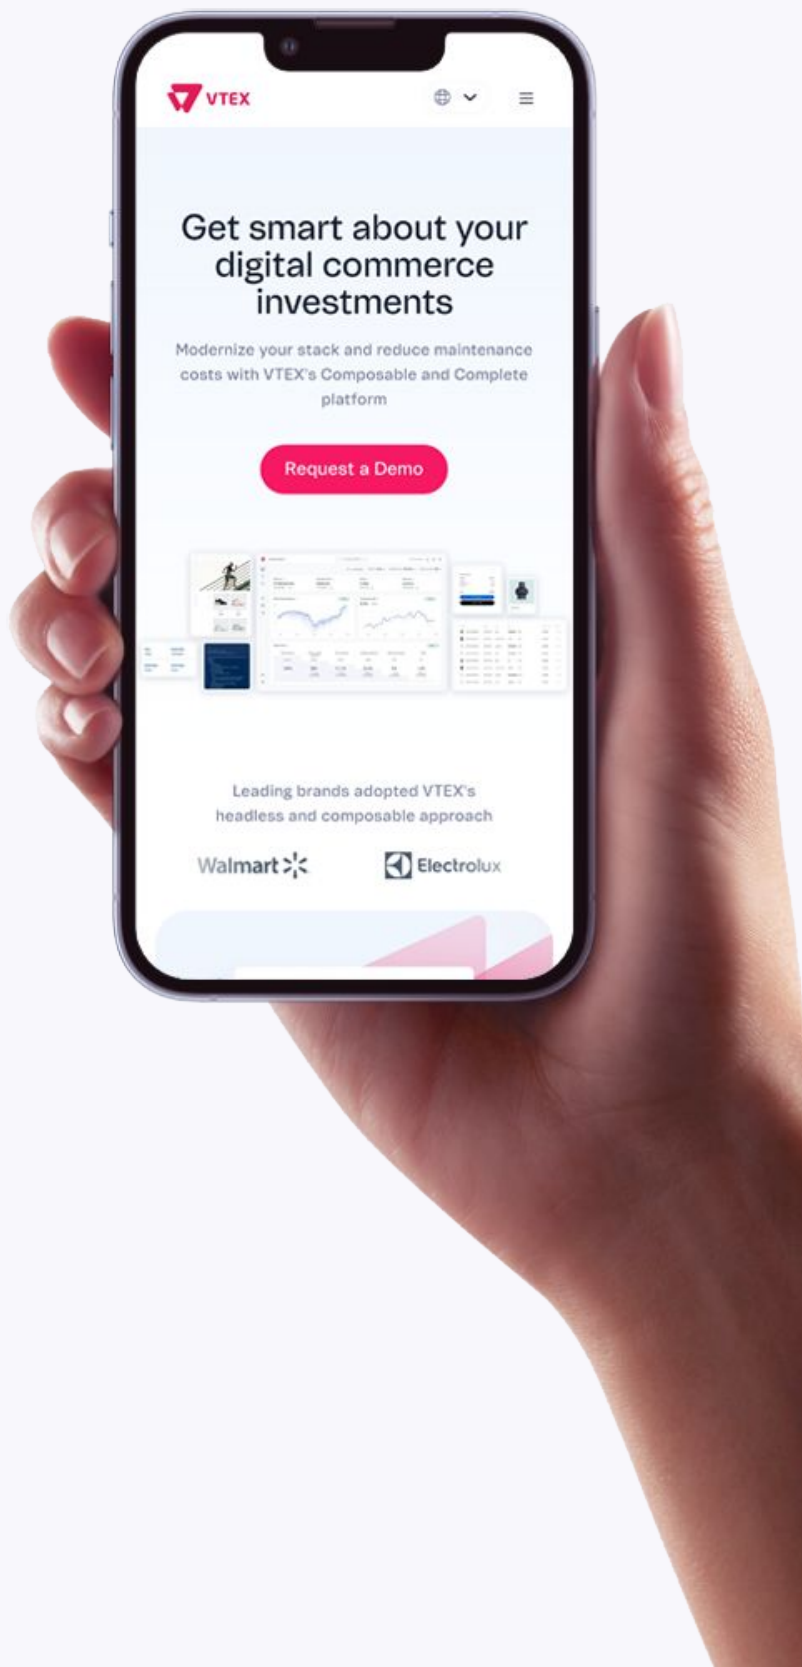 VTEX
Get smart about your
digital commerce
investments
Modernize your stack and reduce maintenance
costs with VTEX's Composable and Complete
platform
Request a Demo
Leading brands adopted VTEX's
headless and composable approach
Walmart
Electrolux